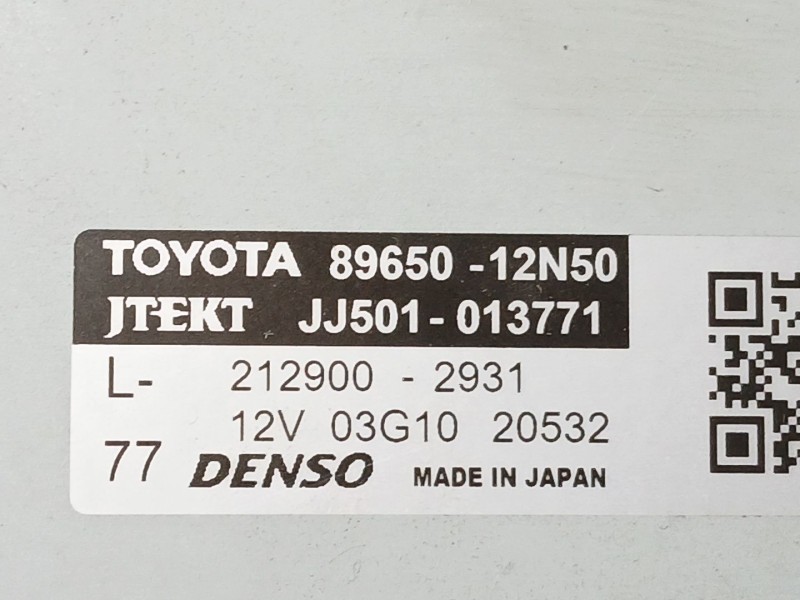 TOYOTA 89650 -12N50
JTEKT JJ501- 013771
L- 212900 - 2931
12V 03G10 20532
77 DENSO MADE IN JAPAN